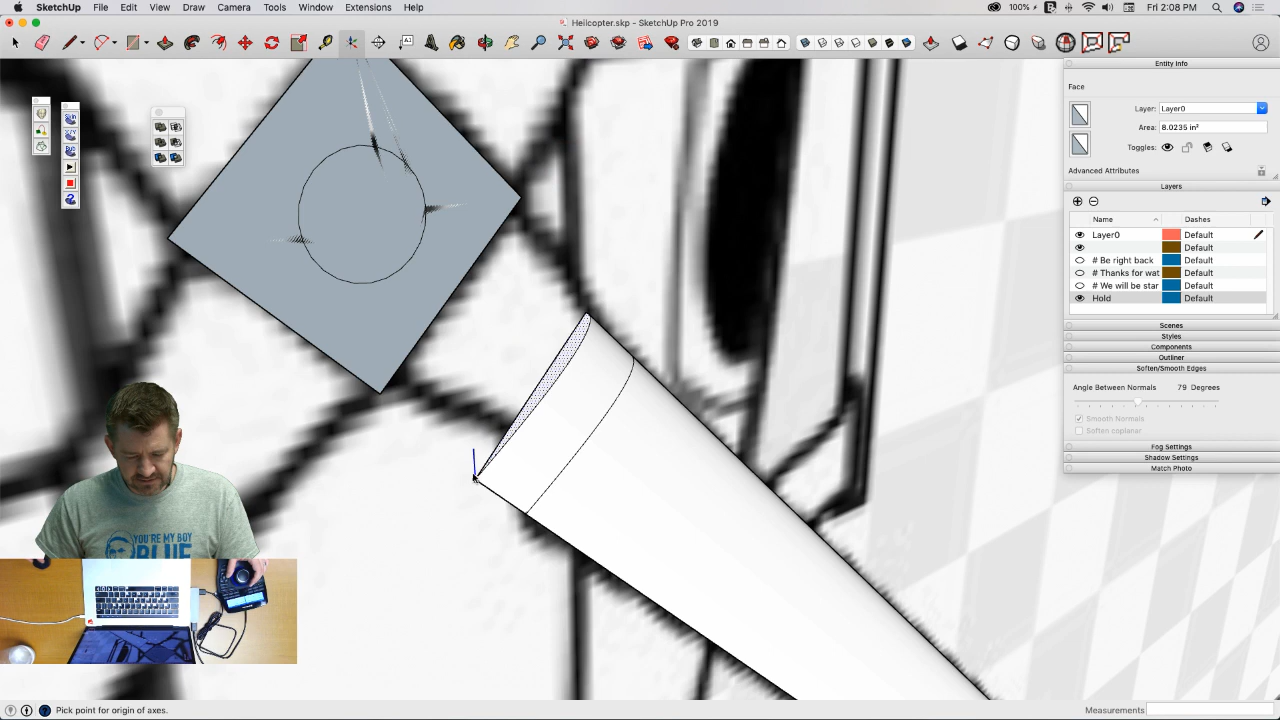 SketchUp File Edit View Draw Camera Tools Window Extensions Help
100% Fri 2:08 PM
Helicopter.skp - SketchUp Pro 2019
Entity Info
Face
Layer: Layer0
Area: 8.0235 in²
Toggles:
Advanced Attributes
Layers
Name Dashes
Layer0 Default
Default
# Be right back Default
# Thanks for wat Default
# We will be star Default
Hold Default
Scenes
Styles
Components
Outliner
Soften/Smooth Edges
Angle Between Normals 79 Degrees
Smooth Normals
Soften coplanar
Fog Settings
Shadow Settings
Match Photo
YOU'RE MY BOY
BLUE
Pick point for origin of axes.
Measurements